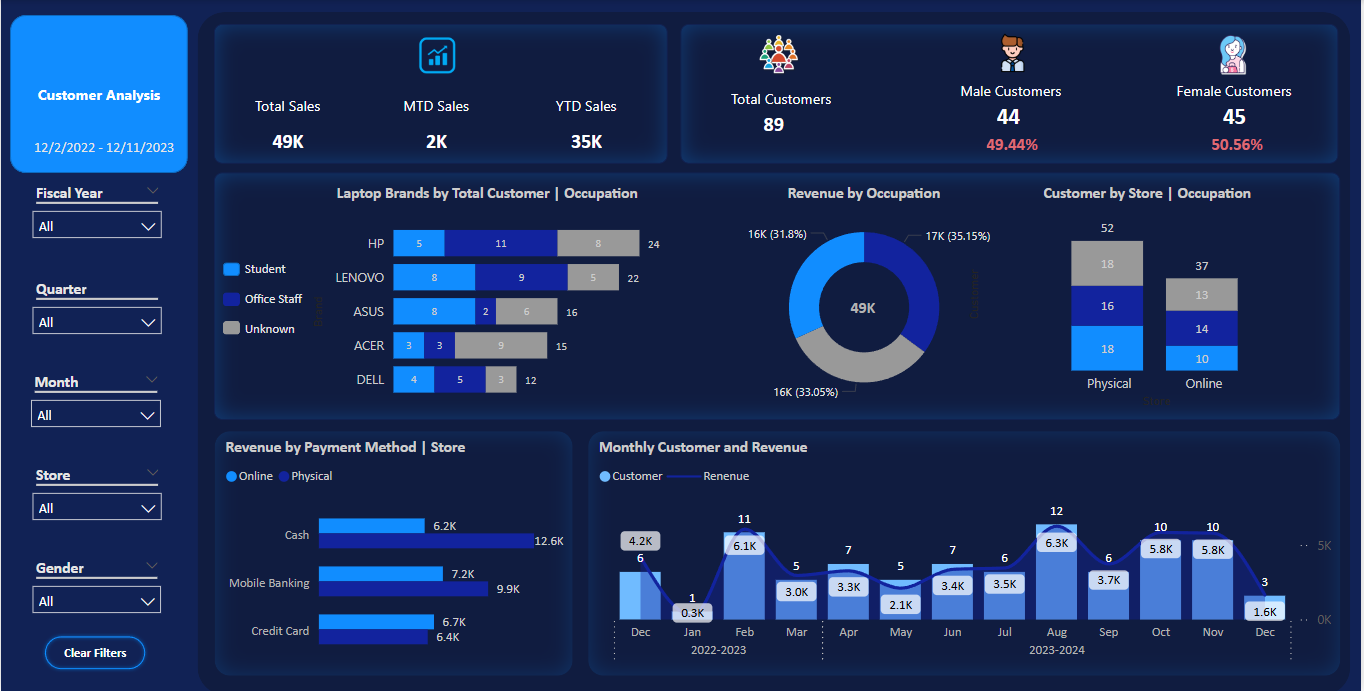 Customer Analysis
12/2/2022 - 12/11/2023
Fiscal Year
All
Quarter
All
Month
All
Store
All
Gender
All
Clear Filters
Total Sales
49K
MTD Sales
2K
YTD Sales
35K
Total Customers
89
Male Customers
44
49.44%
Female Customers
45
50.56%
Laptop Brands by Total Customer | Occupation
Student
Office Staff
Unknown
HP 5 11 8 24
LENOVO 8 9 5 22
ASUS 8 2 6 16
ACER 3 3 9 15
DELL 4 5 3 12
Revenue by Occupation
16K (31.8%)
17K (35.15%)
49K
16K (33.05%)
Customer by Store | Occupation
Customer
52
18
16
18
37
13
14
10
Physical Online
Store
Revenue by Payment Method | Store
Online Physical
Cash 6.2K
12.6K
Mobile Banking 7.2K
9.9K
Credit Card 6.7K
6.4K
Monthly Customer and Revenue
Customer Renenue
6 1 11 5 7 5 7 6 12 6 10 10 3
4.2K 0.3K 6.1K 3.0K 3.3K 2.1K 3.4K 3.5K 6.3K 3.7K 5.8K 5.8K 1.6K
5K
0K
Dec Jan Feb Mar Apr May Jun Jul Aug Sep Oct Nov Dec
2022-2023 2023-2024